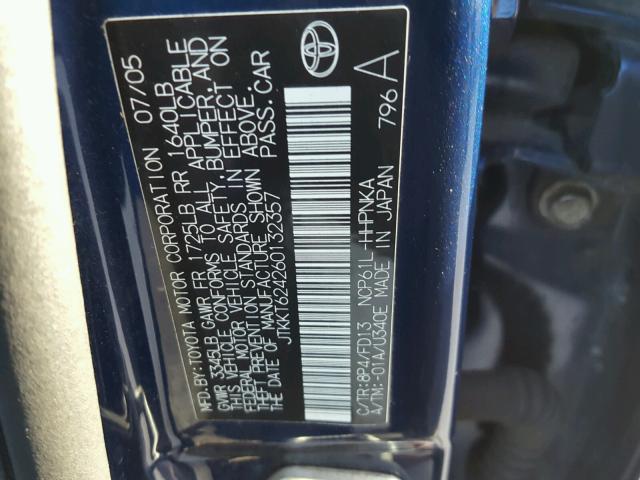 MFD.BY:TOYOTA MOTOR CORPORATION 07/05
GVWR 3345LB GAWR FR 1725LB RR 1640LB
THIS VEHICLE CONFORMS TO ALL APPLICABLE
FEDERAL MOTOR VEHICLE SAFETY, BUMPER, AND
THEFT PREVENTION STANDARDS IN EFFECT ON
THE DATE OF MANUFACTURE SHOWN ABOVE.
JTKKT624260132357 PASS.CAR
C/TR:8P4/FD13 NCP61L-HHPNKA
A/TM:-01A/U340E MADE IN JAPAN 796 A